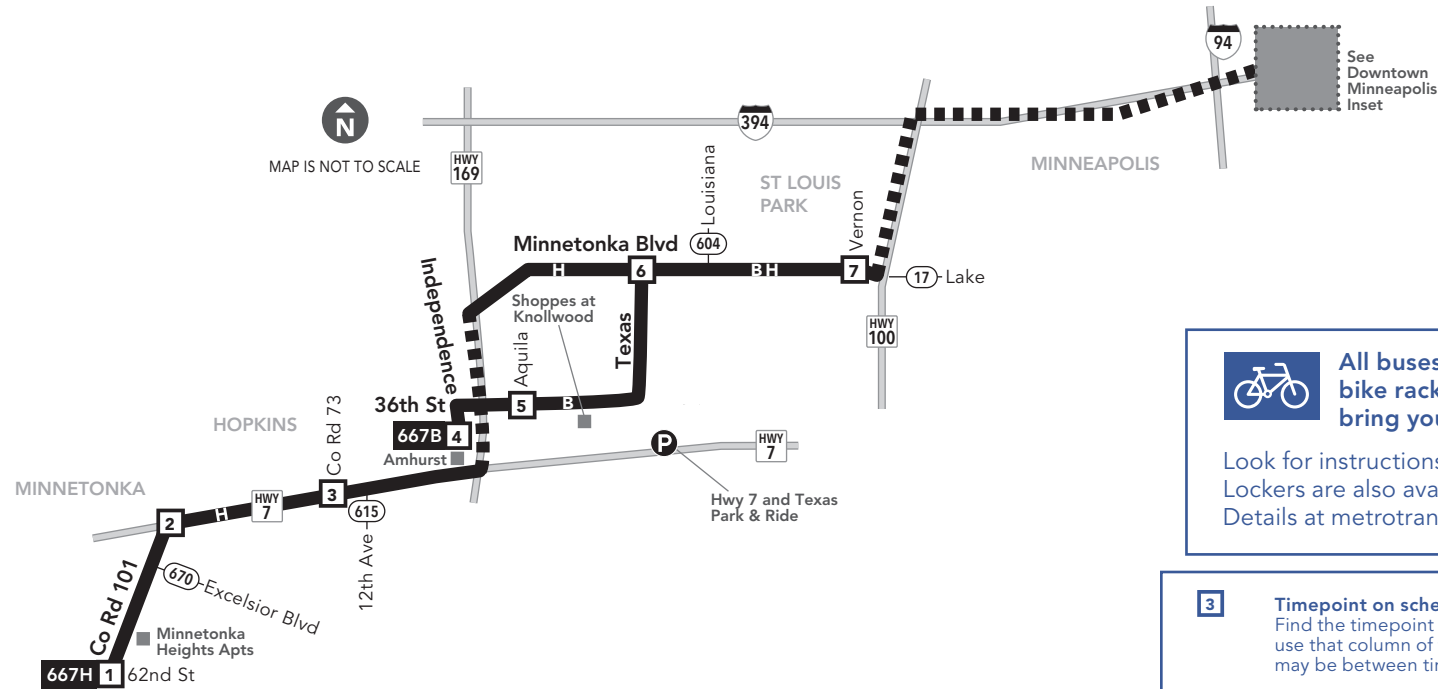 94
See
Downtown
Minneapolis
Inset
N
394
MAP IS NOT TO SCALE
HWY
169
MINNEAPOLIS
Louisiana
ST LOUIS
PARK
Vernon
Minnetonka Blvd
604
H
6
B H
7
17
Lake
Independence
Shoppes at
Knollwood
Aquila
Texas
HWY
100
36th St
5
B
HOPKINS
Co Rd 73
667B
4
Amhurst
P
HWY
7
MINNETONKA
3
2
H
HWY
7
615
12th Ave
Hwy 7 and Texas
Park & Ride
Co Rd 101
670
Excelsior Blvd
Minnetonka
Heights Apts
667H
1
62nd St
All buses
bike rack
bring you
Look for instructions
Lockers are also ava
Details at metrotran
3
Timepoint on sche
Find the timepoint
use that column of
may be between tim